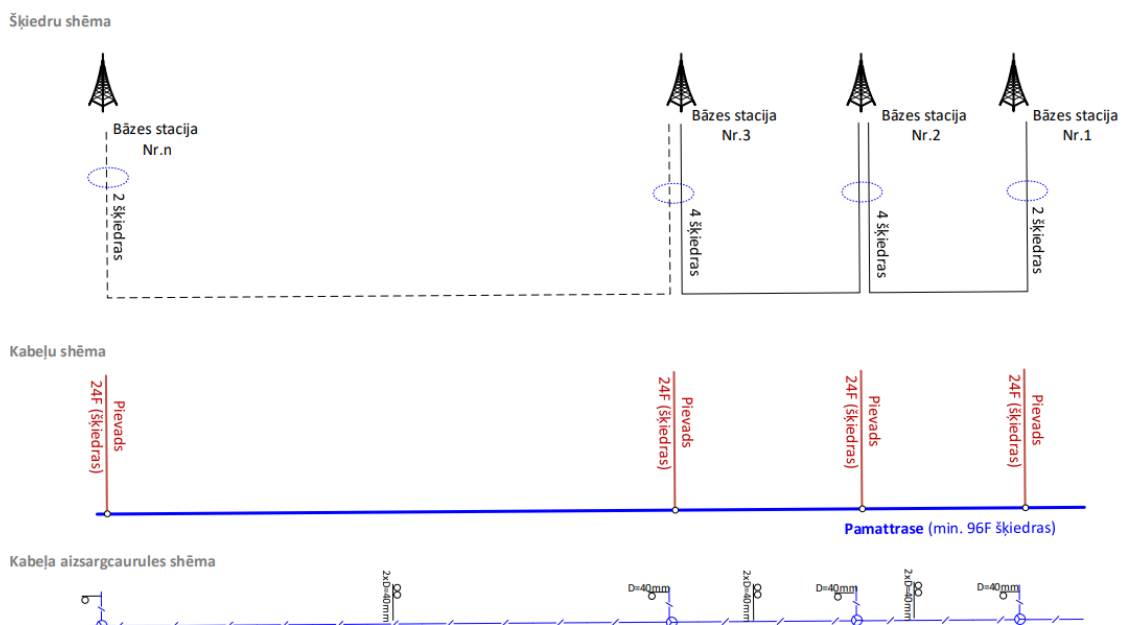 Šķiedru shēma
Bāzes stacija
Nr.n
Bāzes stacija
Nr.3
Bāzes stacija
Nr.2
Bāzes stacija
Nr.1
2 šķiedras
4 šķiedras
4 šķiedras
2 šķiedras
Kabeļu shēma
Pievads
24F (šķiedras)
Pievads
24F (šķiedras)
Pievads
24F (šķiedras)
Pievads
24F (šķiedras)
Pamattrase (min. 96F šķiedras)
Kabeļa aizsargcaurules shēma
2xD=40mm
D=40mm
2xD=40mm
D=40mm
2xD=40mm
D=40mm